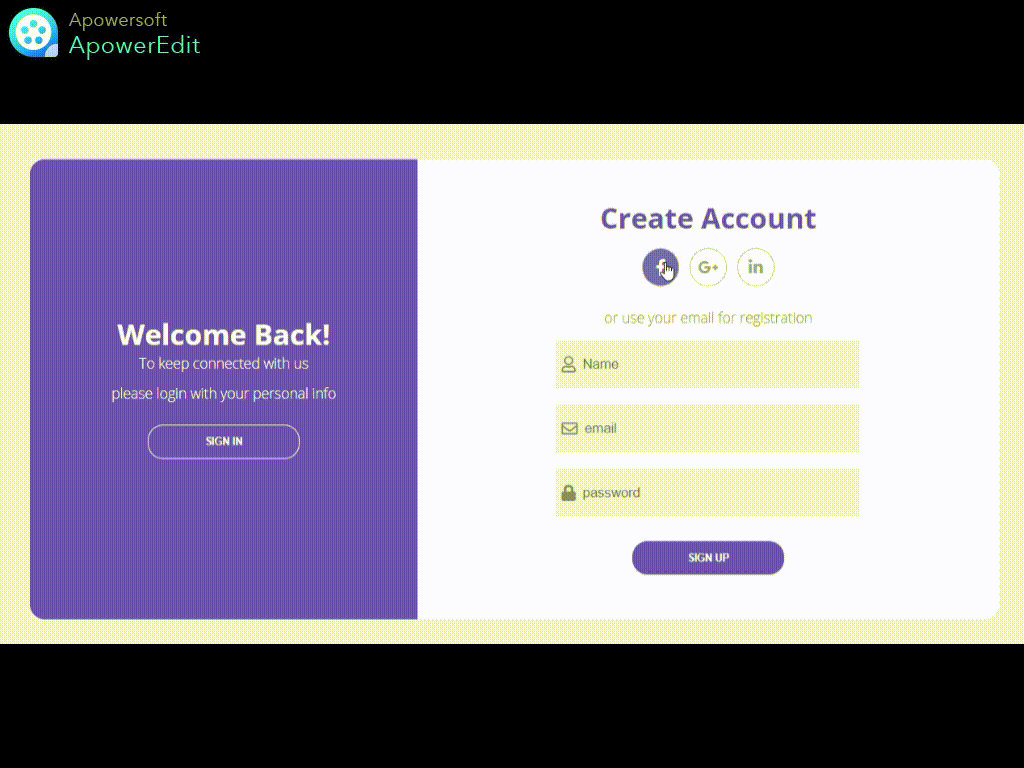 Apowersoft
ApowerEdit
Create Account
G+
in
or use your email for registration
Welcome Back!
To keep connected with us
please login with your personal info
SIGN IN
Name
email
password
SIGN UP